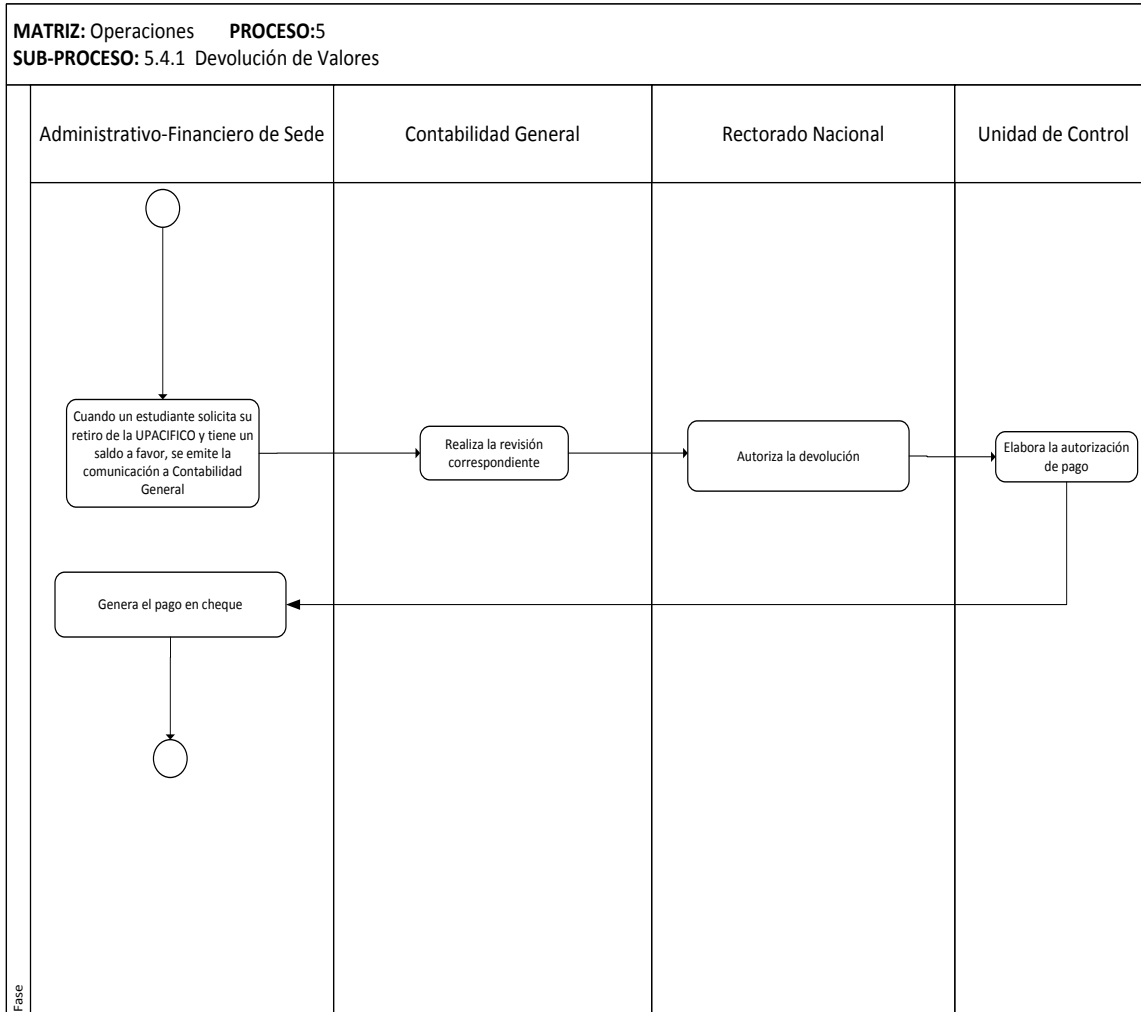 MATRIZ: Operaciones PROCESO:5
SUB-PROCESO: 5.4.1 Devolución de Valores
Administrativo-Financiero de Sede
Contabilidad General
Rectorado Nacional
Unidad de Control
Cuando un estudiante solicita su
retiro de la UPACIFICO y tiene un
saldo a favor, se emite la
comunicación a Contabilidad
General
Realiza la revisión
correspondiente
Autoriza la devolución
Elabora la autorización
de pago
Genera el pago en cheque
Fase